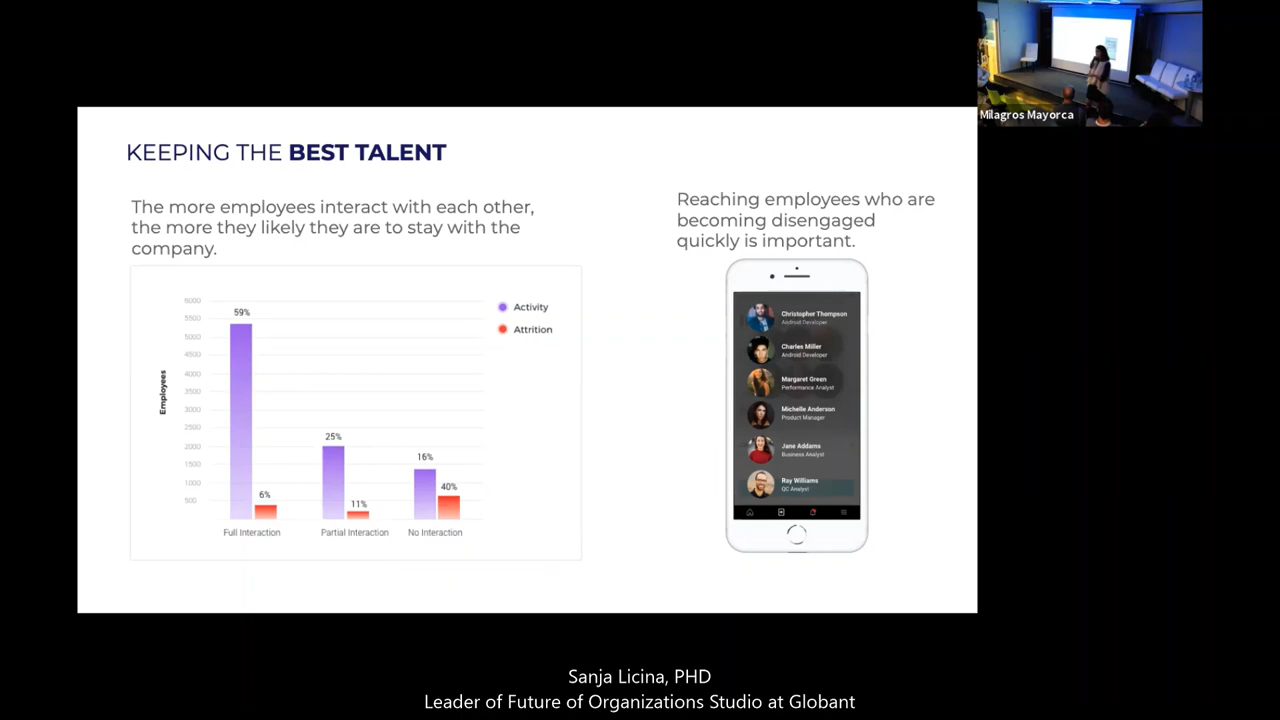 Milagros Mayorca
KEEPING THE BEST TALENT
The more employees interact with each other,
the more they likely they are to stay with the
company.
Reaching employees who are
becoming disengaged
quickly is important.
6000
5500
5000
4500
4000
3500
3000
2500
2000
1500
1000
500
Employees
59%
6%
25%
11%
16%
40%
Full Interaction
Partial Interaction
No Interaction
Activity
Attrition
Christopher Thompson
Android Developer
Charles Miller
Android Developer
Margaret Green
Performance Analyst
Michelle Anderson
Product Manager
Jane Addams
Business Analyst
Ray Williams
QC Analyst
Sanja Licina, PHD
Leader of Future of Organizations Studio at Globant